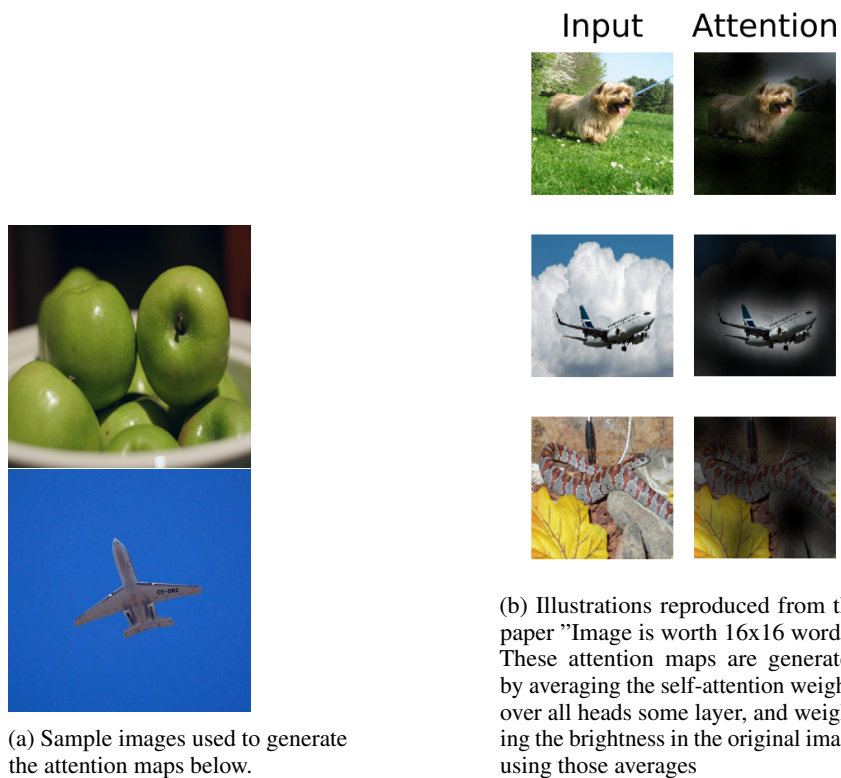 Input Attention
CS-DRZ
(a) Sample images used to generate
the attention maps below.
(b) Illustrations reproduced from
paper ”Image is worth 16x16
These attention maps are
by averaging the self-attention
over all heads some layer, and
ing the brightness in the original
using those averages